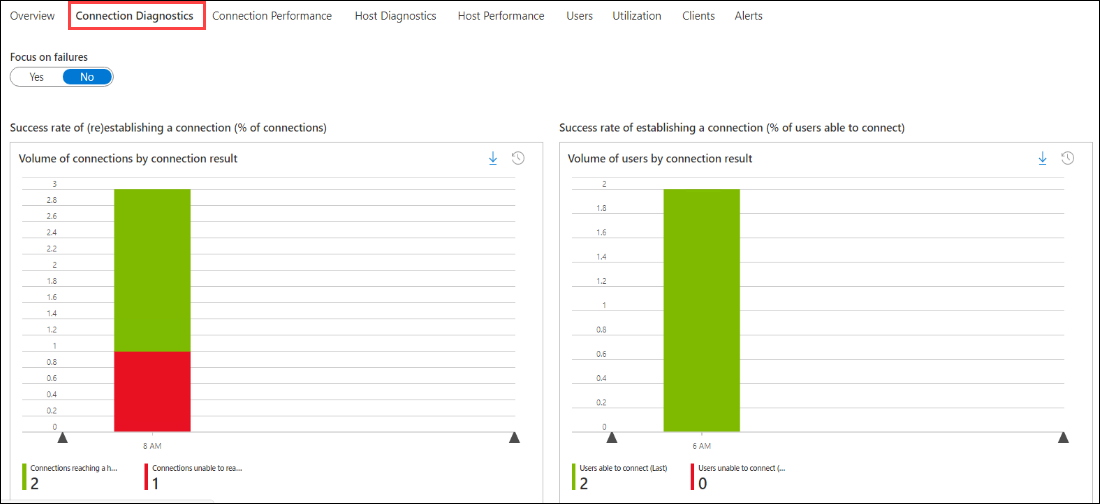 Overview Connection Diagnostics Connection Performance Host Diagnostics Host Performance Users Utilization Clients Alerts
Focus on failures
Yes No
Success rate of (re)establishing a connection (% of connections)
Volume of connections by connection result
3
2.8
2.6
2.4
2.2
2
1.8
1.6
1.4
1.2
1
0.8
0.6
0.4
0.2
0
8 AM
Connections reaching a h...
2
Connections unable to rea...
1
Success rate of establishing a connection (% of users able to connect)
Volume of users by connection result
2
1.8
1.6
1.4
1.2
1
0.8
0.6
0.4
0.2
0
6 AM
Users able to connect (Last)
2
Users unable to connect (...
0